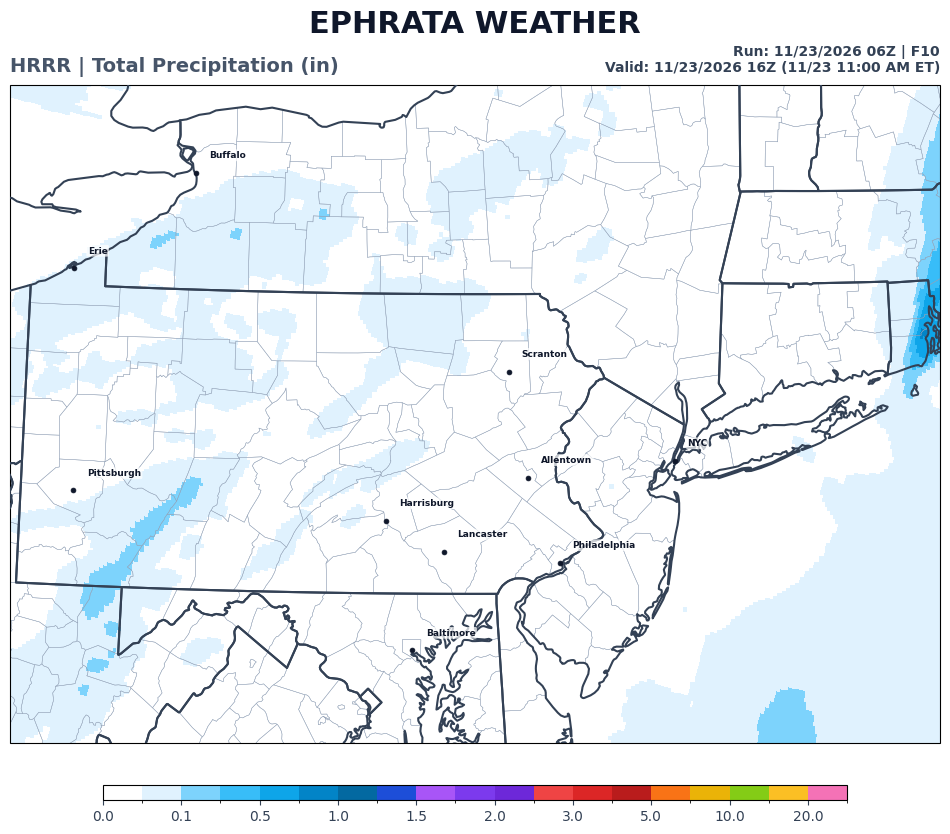 EPHRATA WEATHER
HRRR | Total Precipitation (in)
Run: 11/23/2026 06Z | F10
Valid: 11/23/2026 16Z (11/23 11:00 AM ET)
Buffalo
Erie
Scranton
NYC
Allentown
Pittsburgh
Harrisburg
Lancaster
Philadelphia
Baltimore
0.0 0.1 0.5 1.0 1.5 2.0 3.0 5.0 10.0 20.0